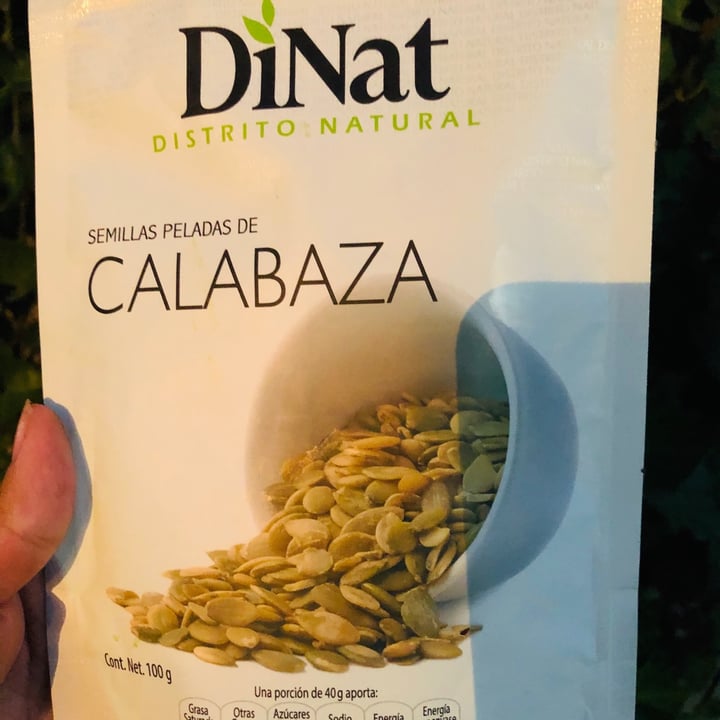 DiNat
DISTRITO NATURAL
SEMILLAS PELADAS DE
CALABAZA
Cont. Net. 100 g
Una porción de 40 g aporta:
Grasa Otras Azúcares Sodio Energía Energía